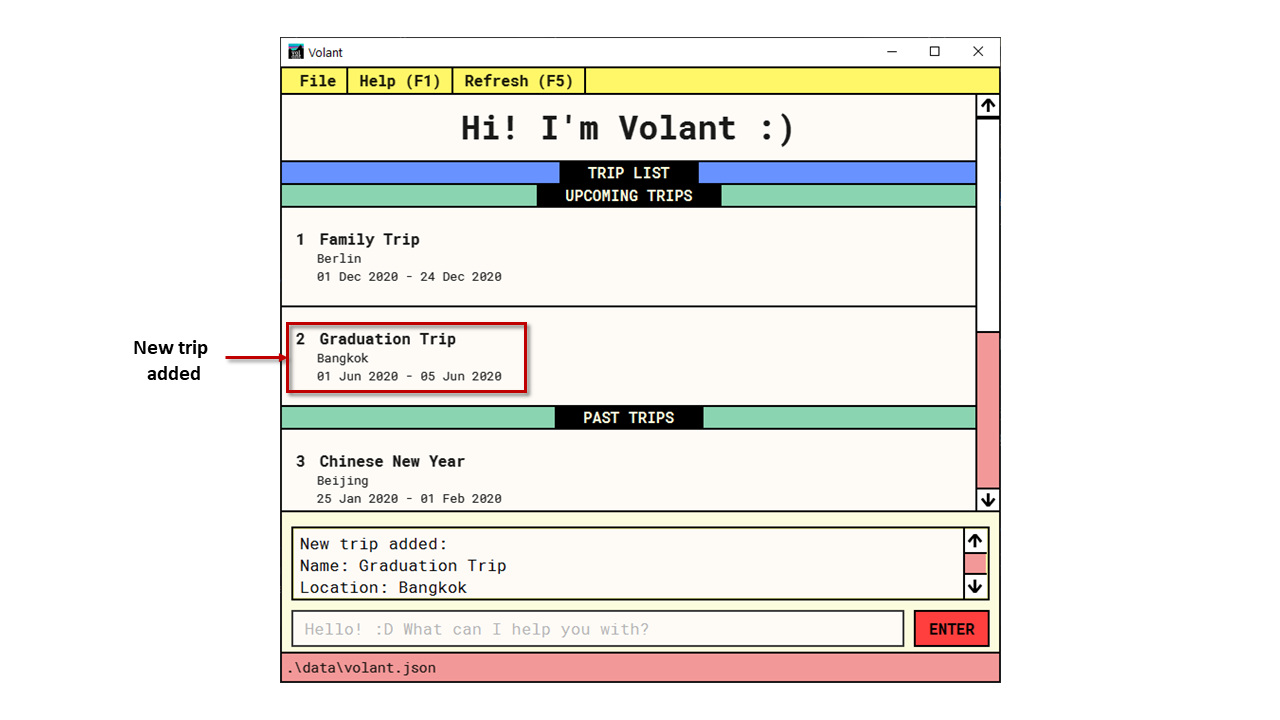 Volant
File Help (F1) Refresh (F5)
Hi! I'm Volant :)
TRIP LIST
UPCOMING TRIPS
1 Family Trip
Berlin
01 Dec 2020 - 24 Dec 2020
New trip
added
2 Graduation Trip
Bangkok
01 Jun 2020 - 05 Jun 2020
PAST TRIPS
3 Chinese New Year
Beijing
25 Jan 2020 - 01 Feb 2020
New trip added:
Name: Graduation Trip
Location: Bangkok
Hello! :D What can I help you with?
ENTER
.\data\volant.json